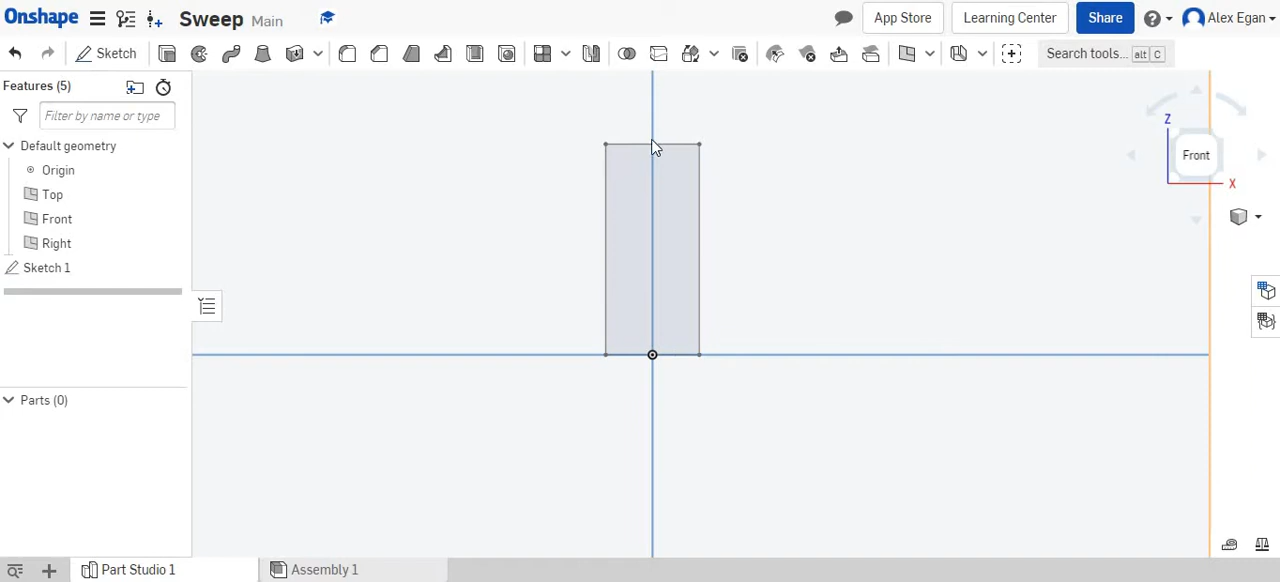 Onshape Sweep Main App Store Learning Center Share Alex Egan
Sketch Search tools... alt C
Features (5)
Filter by name or type
Default geometry
Origin
Top
Front
Right
Sketch 1
Parts (0)
Z
Front
X
Part Studio 1 Assembly 1